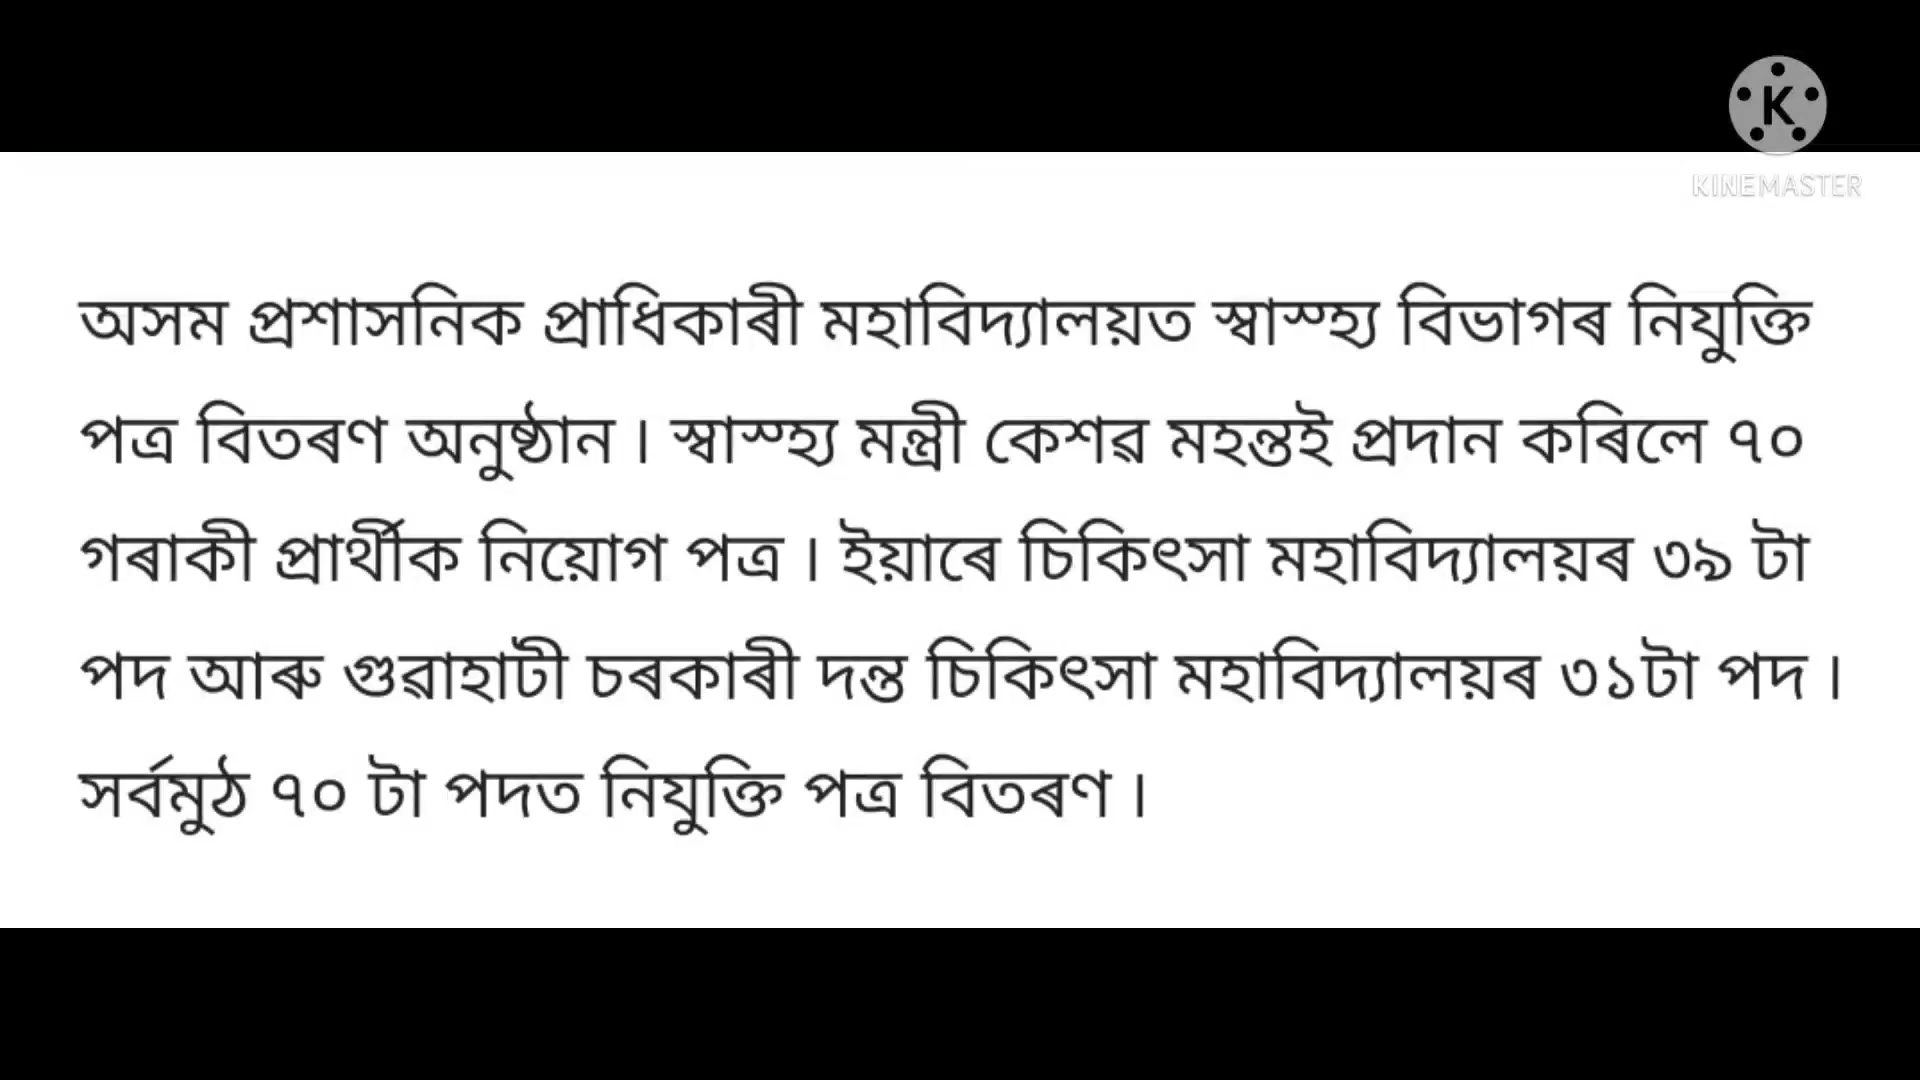 K
KINEMASTER
অসম প্ৰশাসনিক প্ৰাধিকাৰী মহাবিদ্যালয়ত স্বাস্হ্য বিভাগৰ নিযুক্তি
পত্ৰ বিতৰণ অনুষ্ঠান । স্বাস্হ্য মন্ত্ৰী কেশৱ মহন্তই প্ৰদান কৰিলে ৭০
গৰাকী প্ৰাৰ্থীক নিয়োগ পত্ৰ । ইয়াৰে চিকিৎসা মহাবিদ্যালয়ৰ ৩৯ টা
পদ আৰু গুৱাহাটী চৰকাৰী দন্ত চিকিৎসা মহাবিদ্যালয়ৰ ৩১টা পদ ।
সৰ্বমুঠ ৭০ টা পদত নিযুক্তি পত্ৰ বিতৰণ ।